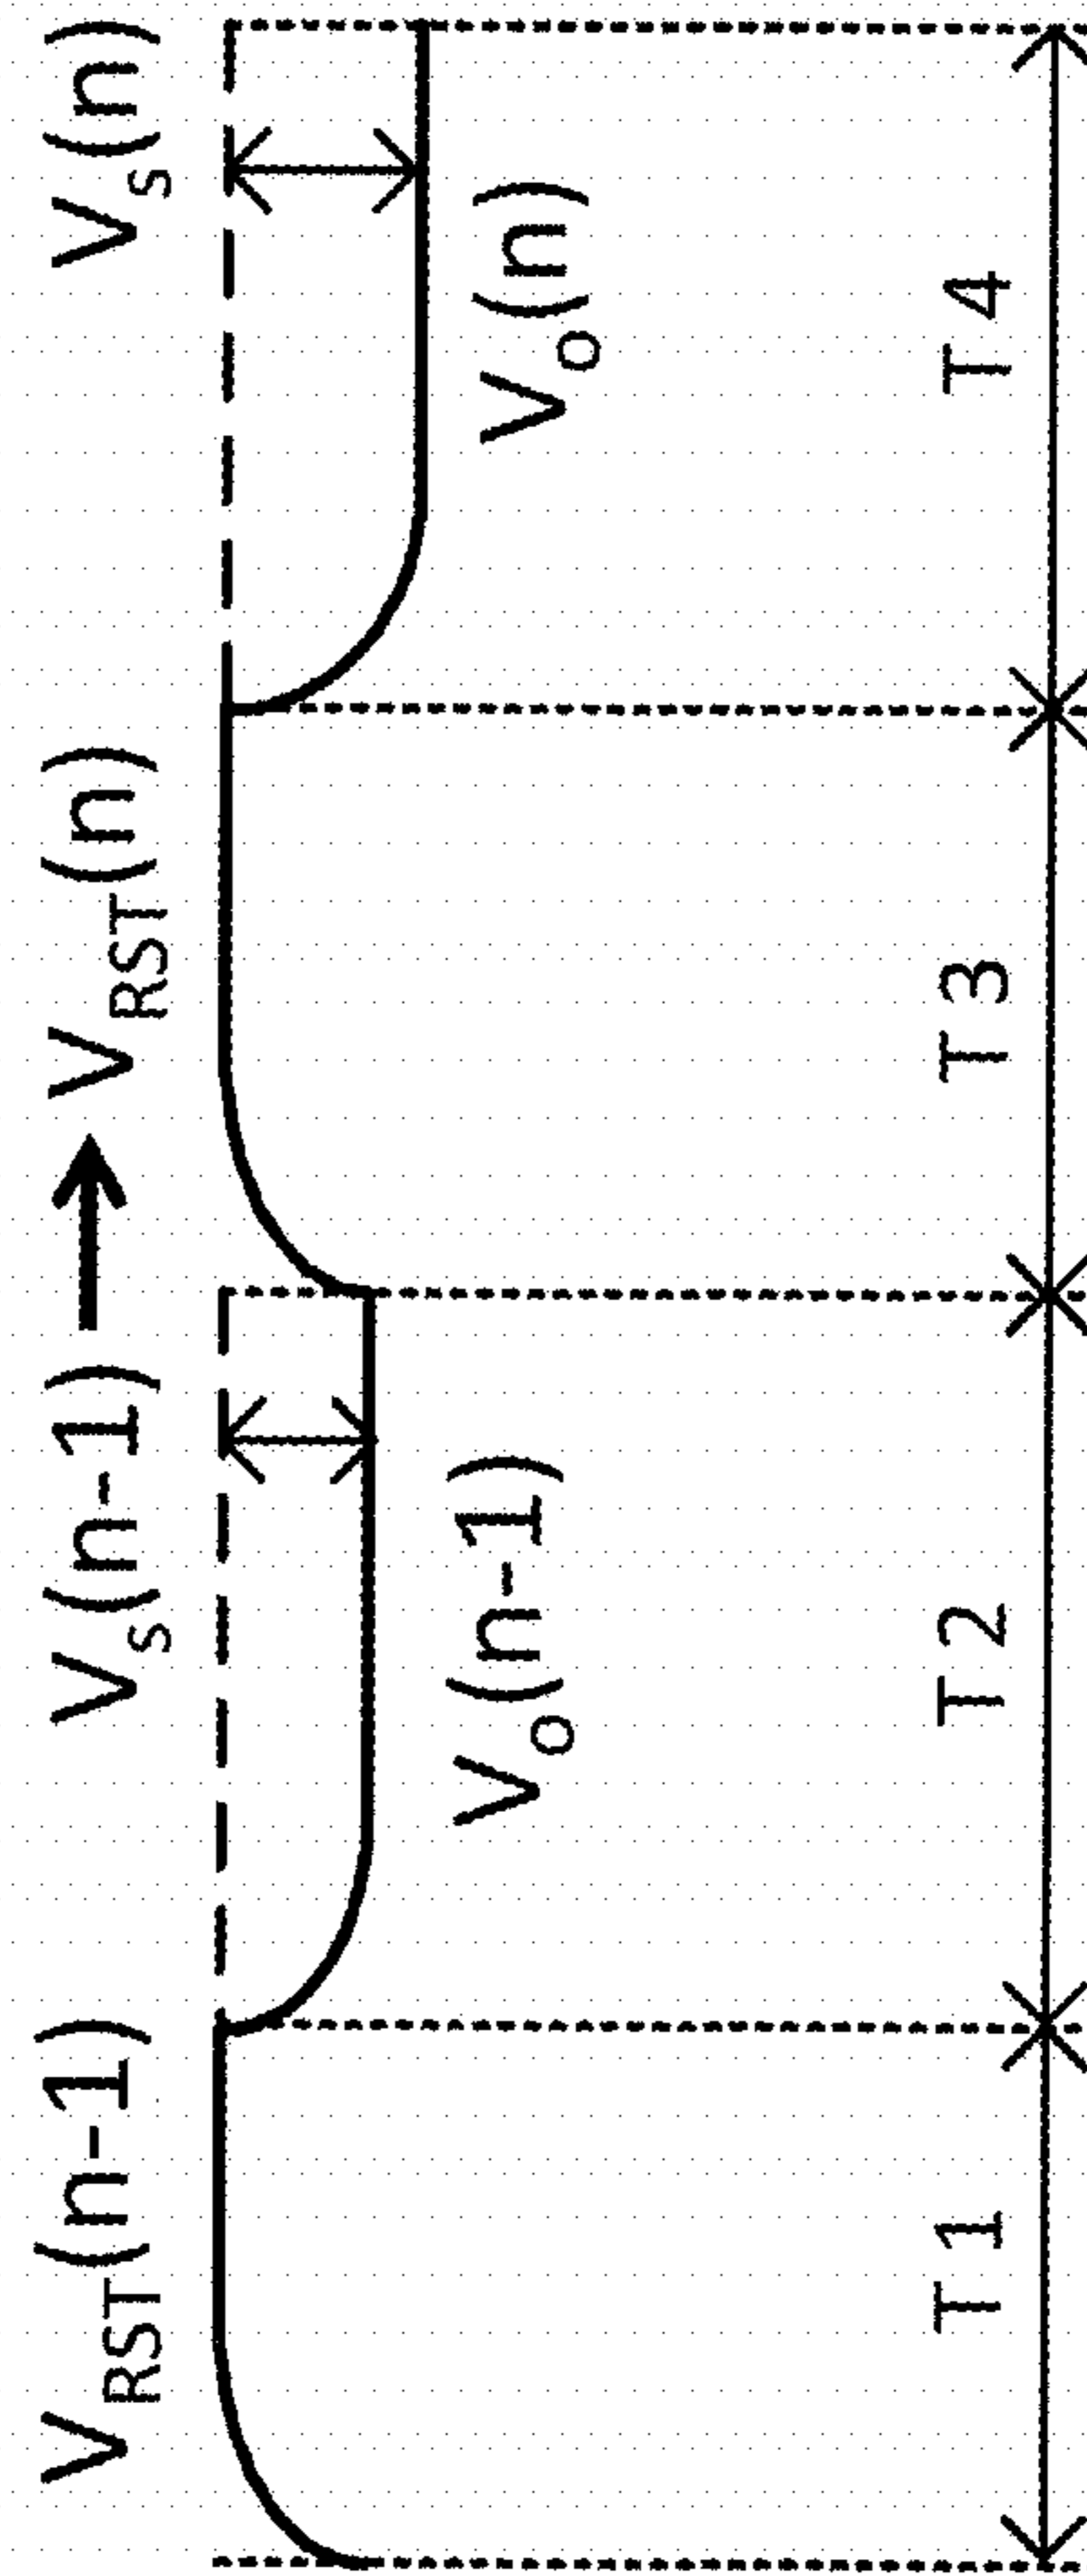 V_RST(n-1)
V_S(n-1) → V_RST(n)
V_S(n)
V_O(n-1)
V_O(n)
T1
T2
T3
T4